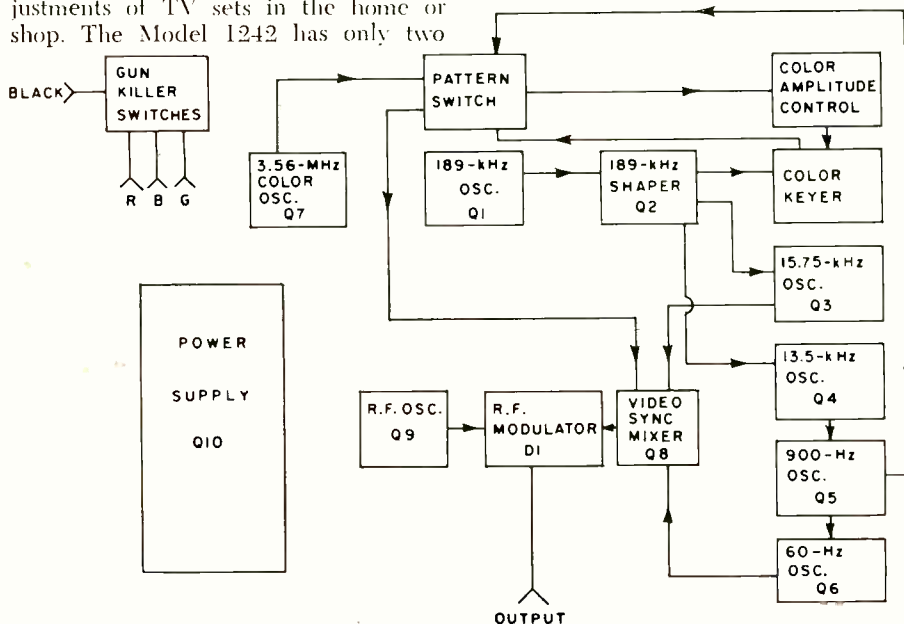 justments of TV sets in the home or
shop. The Model 1242 has only two
BLACK
GUN
KILLER
SWITCHES
R B G
3.56-MHz
COLOR
OSC.
Q7
PATTERN
SWITCH
COLOR
AMPLITUDE
CONTROL
189-kHz
OSC.
Q1
189-kHz
SHAPER
Q2
COLOR
KEYER
15.75-kHz
OSC.
Q3
13.5-kHz
OSC.
Q4
900-Hz
OSC.
Q5
60-Hz
OSC.
Q6
POWER
SUPPLY
Q10
R.F. OSC.
Q9
R.F.
MODULATOR
D1
VIDEO
SYNC
MIXER
Q8
OUTPUT